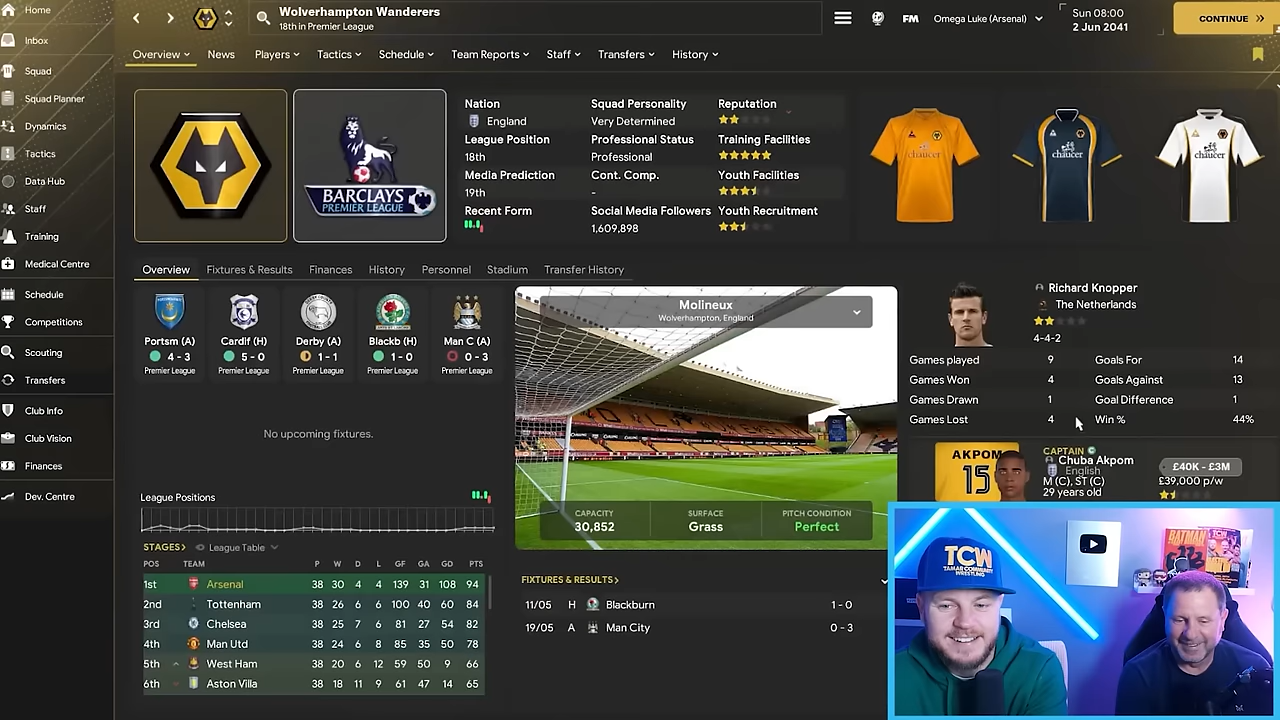 Home
Inbox
Squad
Squad Planner
Dynamics
Tactics
Data Hub
Staff
Training
Medical Centre
Schedule
Competitions
Scouting
Transfers
Club Info
Club Vision
Finances
Dev. Centre
Wolverhampton Wanderers
18th in Premier League
FM
Omega Luke (Arsenal)
Sun 08:00
2 Jun 2041
CONTINUE
Overview News Players Tactics Schedule Team Reports Staff Transfers History
BARCLAYS
PREMIER LEAGUE
Nation Squad Personality Reputation
England Very Determined
League Position Professional Status Training Facilities
18th Professional
Media Prediction Cont. Comp. Youth Facilities
19th -
Recent Form Social Media Followers Youth Recruitment
1,609,898
chaucer chaucer chaucer
Overview Fixtures & Results Finances History Personnel Stadium Transfer History
Portsm (A) Cardif (H) Derby (A) Blackb (H) Man C (A)
4 - 3 5 - 0 1 - 1 1 - 0 0 - 3
Premier League Premier League Premier League Premier League Premier League
No upcoming fixtures.
League Positions
STAGES> League Table
POS TEAM P W D L GF GA GD PTS
1st Arsenal 38 30 4 4 139 31 108 94
2nd Tottenham 38 26 6 6 100 40 60 84
3rd Chelsea 38 25 7 6 81 27 54 82
4th Man Utd 38 24 6 8 85 35 50 78
5th West Ham 38 20 6 12 59 50 9 66
6th Aston Villa 38 18 11 9 61 47 14 65
Molineux
Wolverhampton, England
CAPACITY SURFACE PITCH CONDITION
30,852 Grass Perfect
FIXTURES & RESULTS>
11/05 H Blackburn 1 - 0
19/05 A Man City 0 - 3
Richard Knopper
The Netherlands
4-4-2
Games played 9 Goals For 14
Games Won 4 Goals Against 13
Games Drawn 1 Goal Difference 1
Games Lost 4 Win % 44%
AKPOM
15
CAPTAIN C
Chuba Akpom
English
M (C), ST (C)
29 years old
£40K - £3M
£39,000 p/w
TCW
TAMAR COMMUNITY
WRESTLING
BATMAN